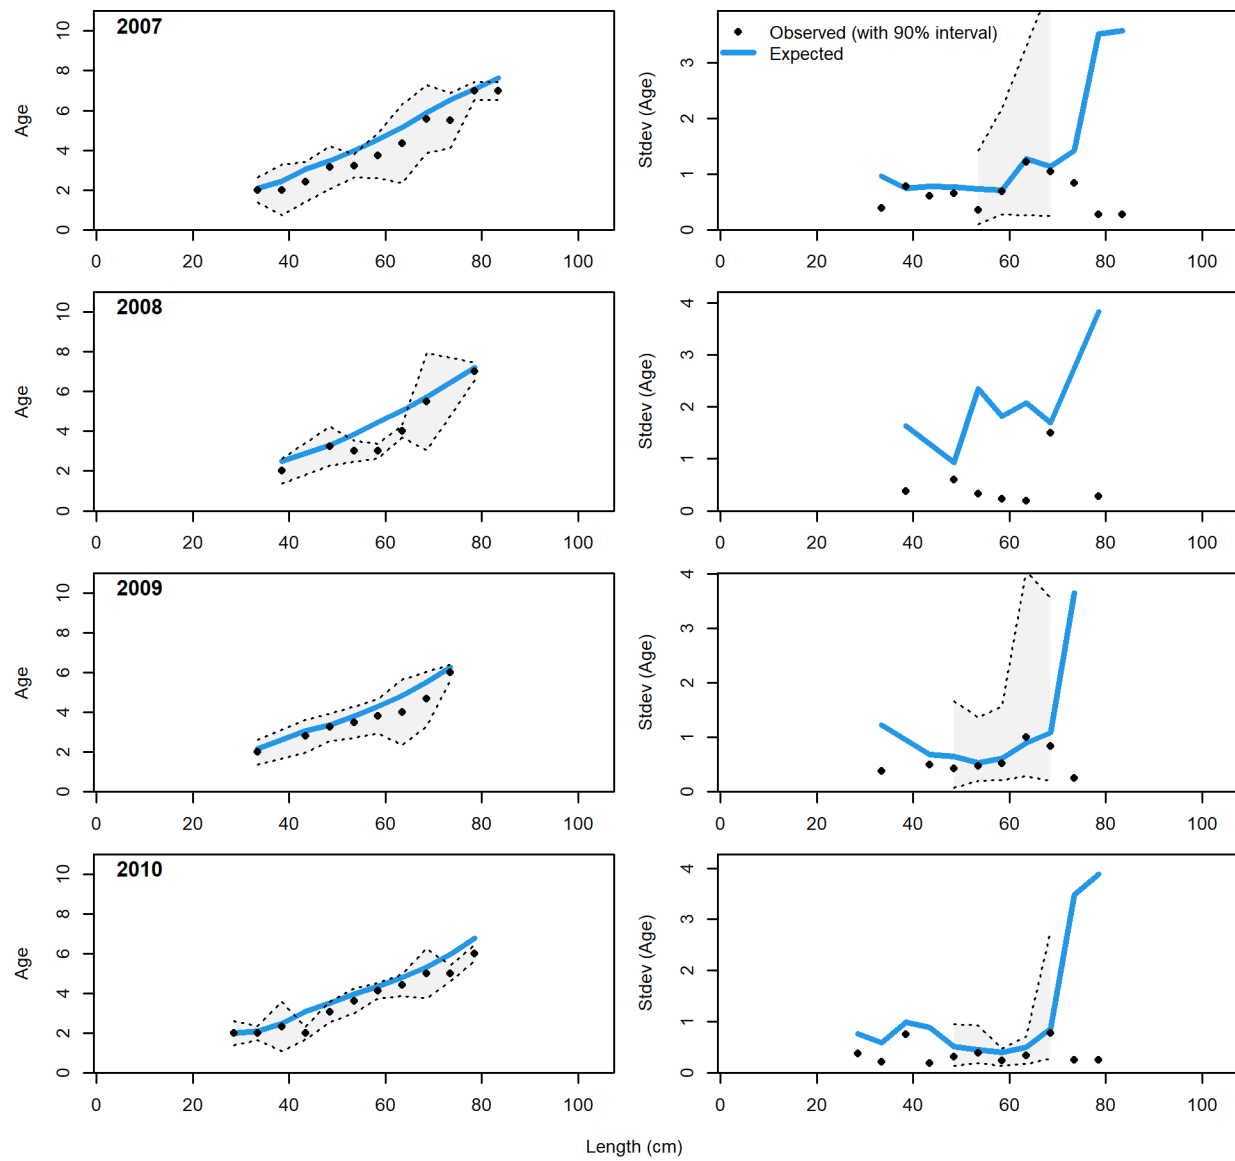 2007
Age
0 2 4 6 8 10
0 20 40 60 80 100
Observed (with 90% interval)
Expected
Stdev (Age)
0 1 2 3
0 20 40 60 80 100
2008
Age
0 2 4 6 8 10
0 20 40 60 80 100
Stdev (Age)
0 1 2 3 4
0 20 40 60 80 100
2009
Age
0 2 4 6 8 10
0 20 40 60 80 100
Stdev (Age)
0 1 2 3 4
0 20 40 60 80 100
2010
Age
0 2 4 6 8 10
0 20 40 60 80 100
Stdev (Age)
0 1 2 3 4
0 20 40 60 80 100
Length (cm)